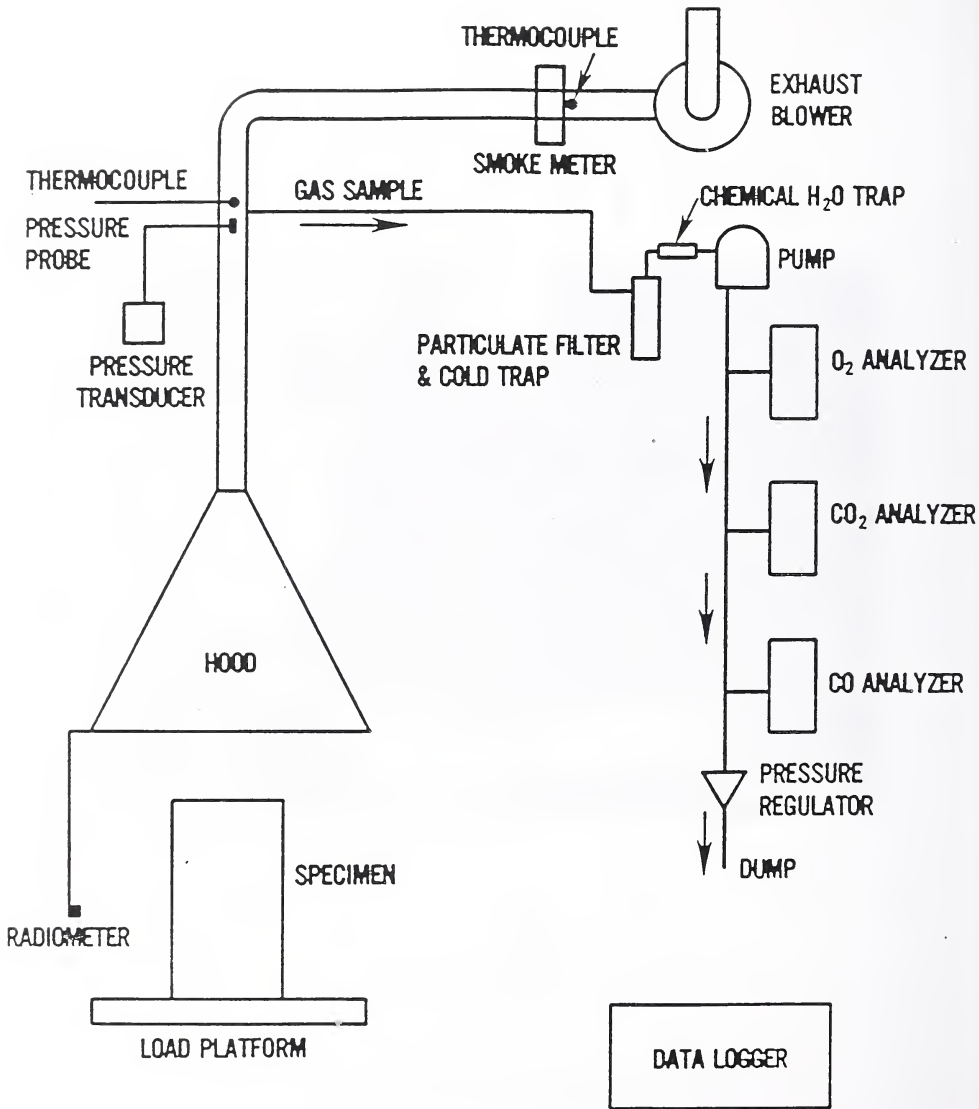 THERMOCOUPLE
EXHAUST
BLOWER
SMOKE METER
THERMOCOUPLE
GAS SAMPLE
CHEMICAL H₂O TRAP
PRESSURE
PROBE
PUMP
PARTICULATE FILTER
& COLD TRAP
O₂ ANALYZER
PRESSURE
TRANSDUCER
CO₂ ANALYZER
HOOD
CO ANALYZER
PRESSURE
REGULATOR
SPECIMEN
DUMP
RADIOMETER
LOAD PLATFORM
DATA LOGGER